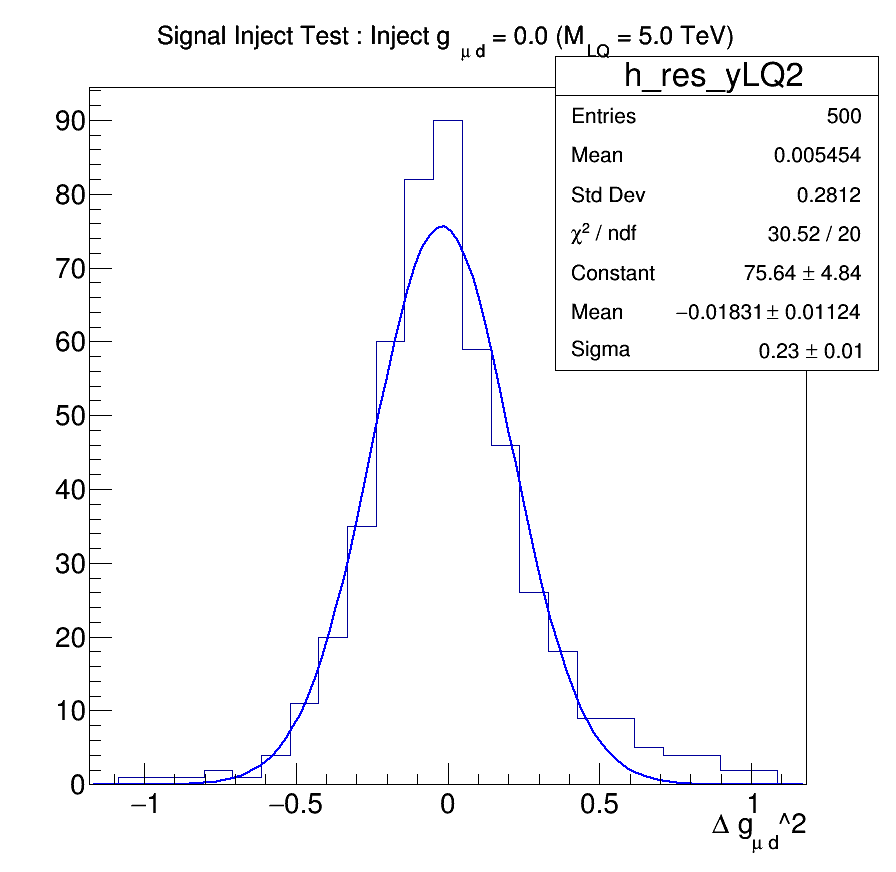 Signal Inject Test : Inject g μ d = 0.0 (M LQ = 5.0 TeV)
h_res_yLQ2
Entries 500
Mean 0.005454
Std Dev 0.2812
χ² / ndf 30.52 / 20
Constant 75.64 ± 4.84
Mean −0.01831 ± 0.01124
Sigma 0.23 ± 0.01
90
80
70
60
50
40
30
20
10
0
−1 −0.5 0 0.5 1
Δ g μ d ^2